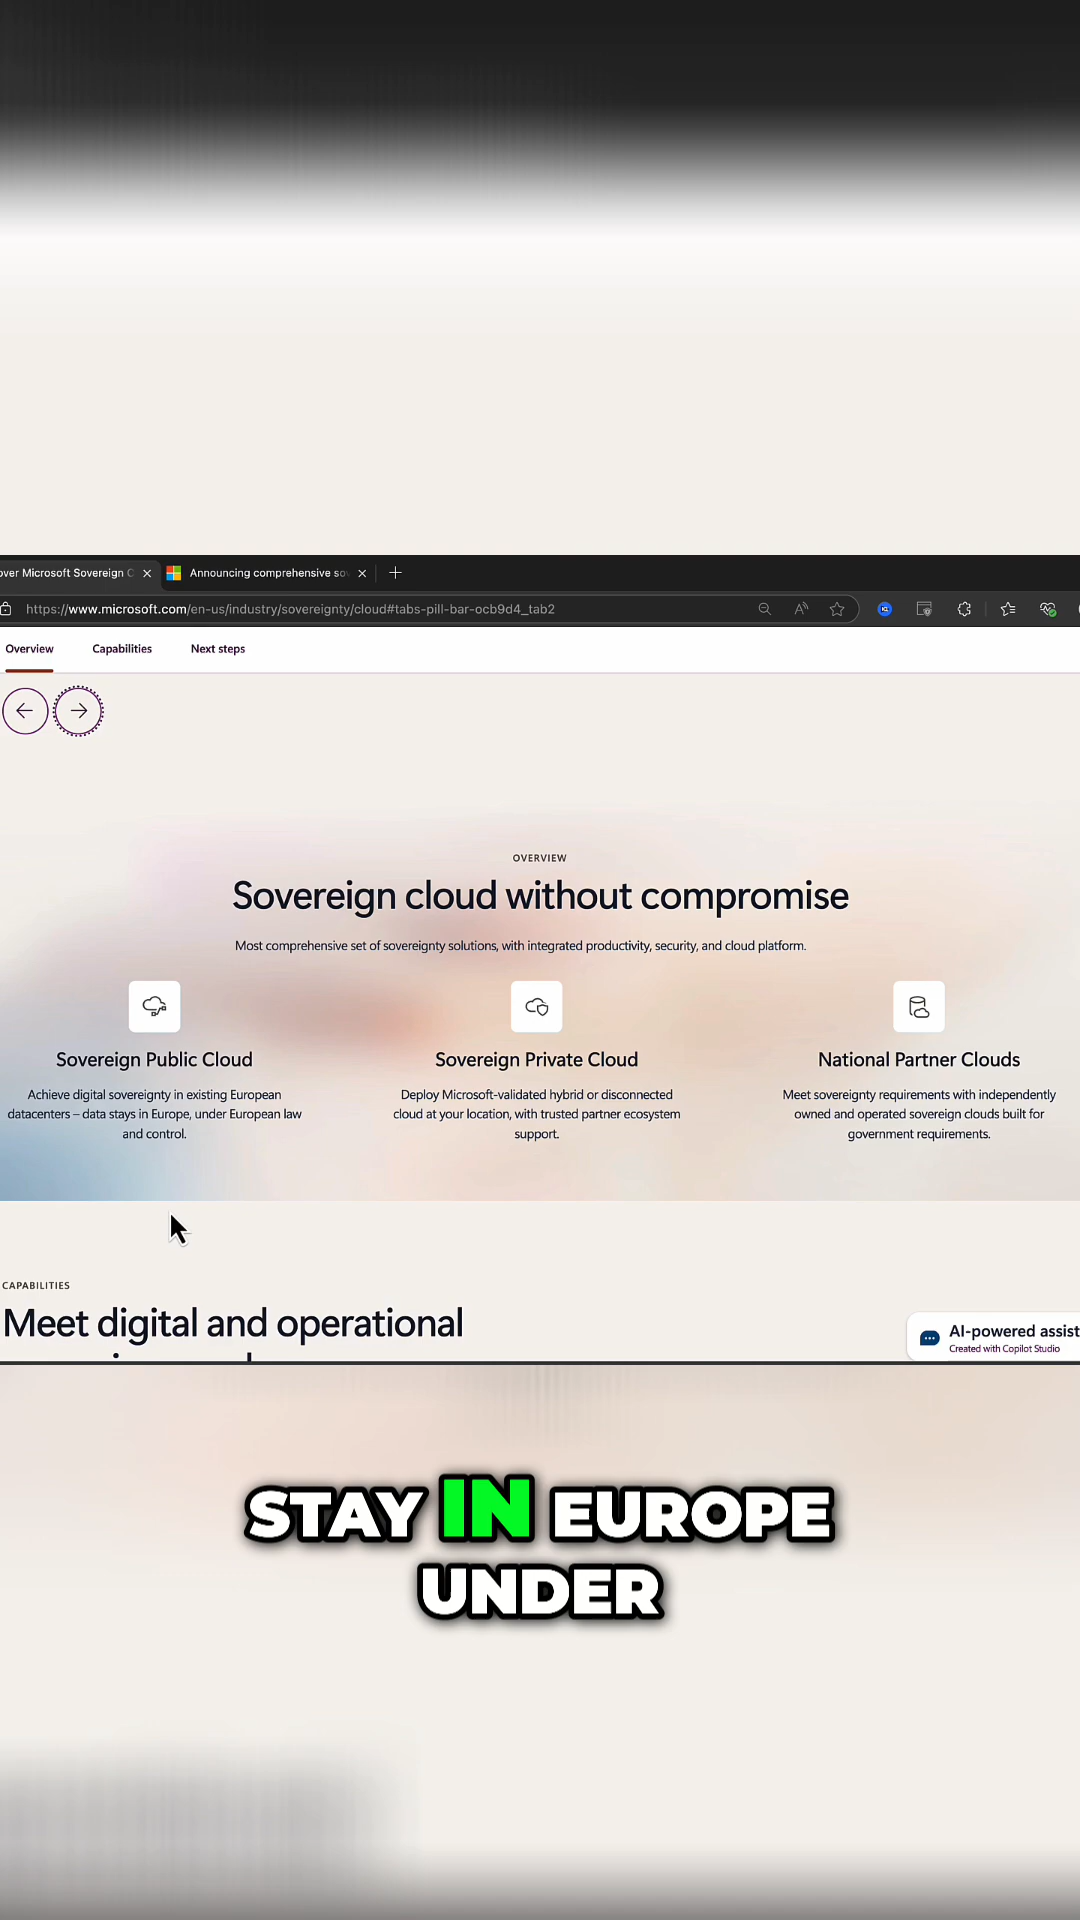 over Microsoft Sovereign C
Announcing comprehensive so
https://www.microsoft.com/en-us/industry/sovereignty/cloud#tabs-pill-bar-ocb9d4_tab2
Overview
Capabilities
Next steps
OVERVIEW
Sovereign cloud without compromise
Most comprehensive set of sovereignty solutions, with integrated productivity, security, and cloud platform.
Sovereign Public Cloud
Achieve digital sovereignty in existing European
datacenters – data stays in Europe, under European law
and control.
Sovereign Private Cloud
Deploy Microsoft-validated hybrid or disconnected
cloud at your location, with trusted partner ecosystem
support.
National Partner Clouds
Meet sovereignty requirements with independently
owned and operated sovereign clouds built for
government requirements.
CAPABILITIES
Meet digital and operational
AI-powered assist
Created with Copilot Studio
STAY IN EUROPE
UNDER